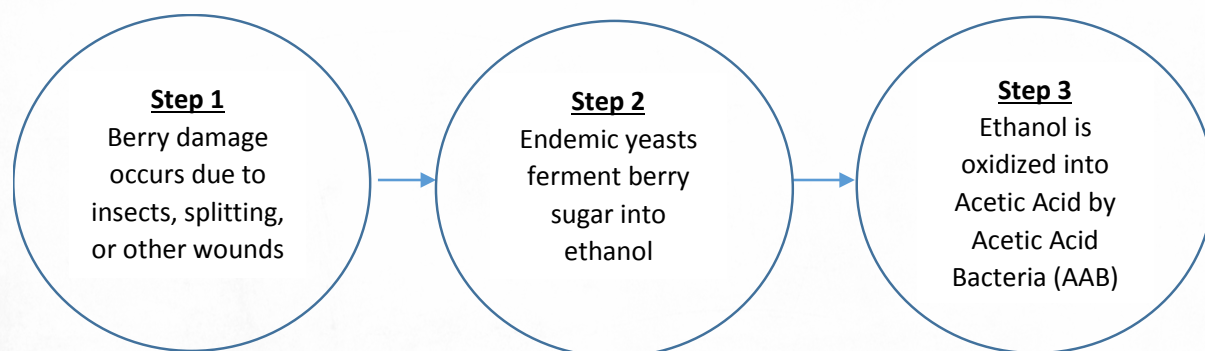 Step 1
Berry damage
occurs due to
insects, splitting,
or other wounds
Step 2
Endemic yeasts
ferment berry
sugar into
ethanol
Step 3
Ethanol is
oxidized into
Acetic Acid by
Acetic Acid
Bacteria (AAB)